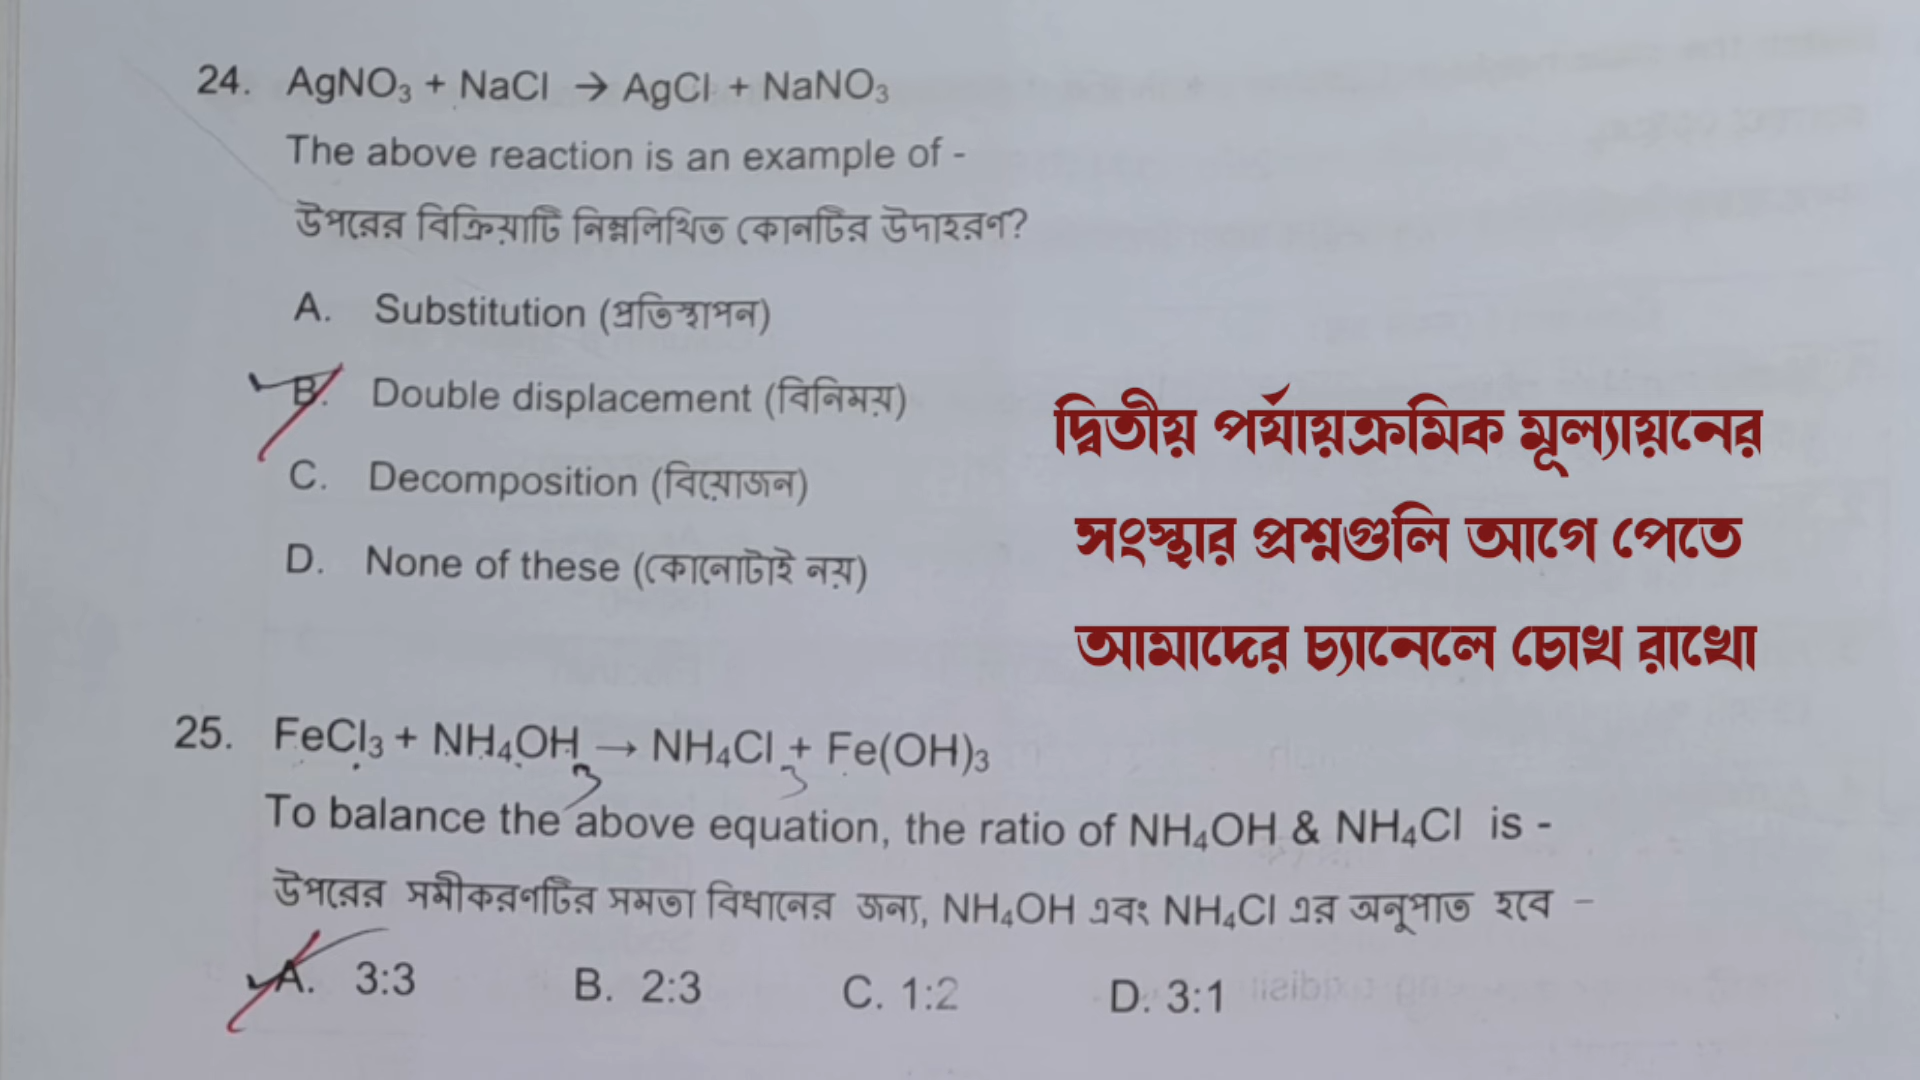 24. AgNO₃ + NaCl → AgCl + NaNO₃
The above reaction is an example of -
উপরের বিক্রিয়াটি নিম্নলিখিত কোনটির উদাহরণ?
A. Substitution (প্রতিস্থাপন)
B. Double displacement (বিনিময়)
C. Decomposition (বিয়োজন)
D. None of these (কোনোটাই নয়)
দ্বিতীয় পর্যায়ক্রমিক মূল্যায়নের
সংস্থার প্রশ্নগুলি আগে পেতে
আমাদের চ্যানেলে চোখ রাখো
25. FeCl₃ + NH₄OH → NH₄Cl + Fe(OH)₃
3 3
To balance the above equation, the ratio of NH₄OH & NH₄Cl is -
উপরের সমীকরণটির সমতা বিধানের জন্য, NH₄OH এবং NH₄Cl এর অনুপাত হবে -
A. 3:3 B. 2:3 C. 1:2 D. 3:1